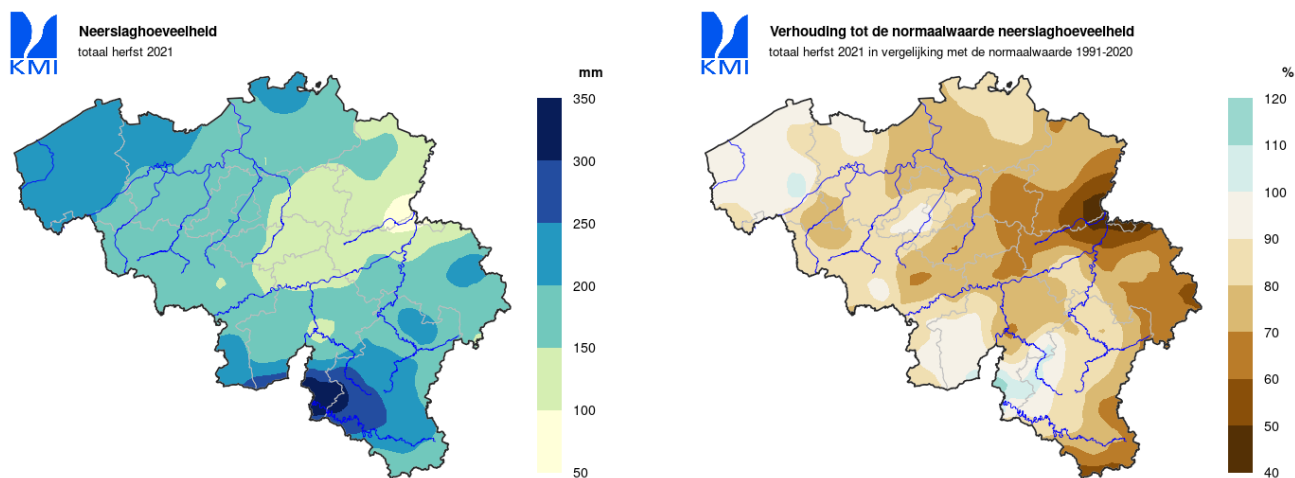 KMI
Neerslaghoeveelheid
totaal herfst 2021
mm
350
300
250
200
150
100
50
KMI
Verhouding tot de normaalwaarde neerslaghoeveelheid
totaal herfst 2021 in vergelijking met de normaalwaarde 1991-2020
%
120
110
100
90
80
70
60
50
40